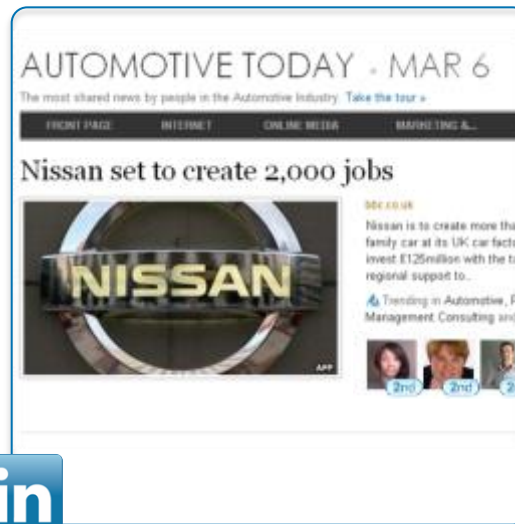 AUTOMOTIVE TODAY - MAR 6
The most shared news by people in the Automotive Industry. Take the tour »
FRONT PAGE INTERNET ONLINE MEDIA MARKETING &...
Nissan set to create 2,000 jobs
bbc.co.uk
Nissan is to create more tha
family car at its UK car fact
invest £125million with the t
regional support to..
NISSAN
AFP
Trending in Automotive, P
Management Consulting and
2nd 2nd 2
in